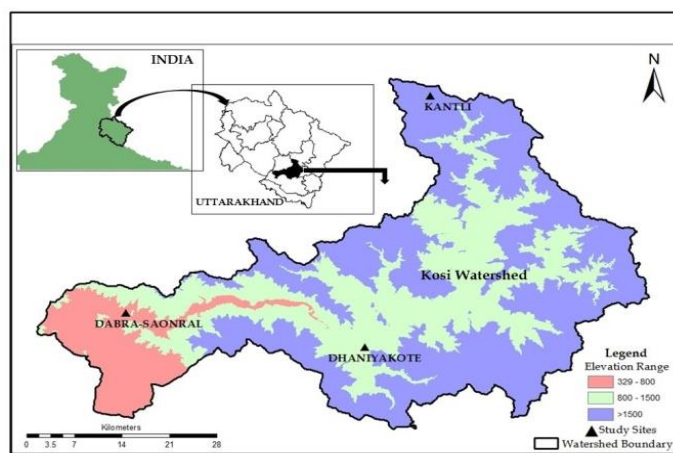 INDIA
N
KANTLI
UTTARAKHAND
Kosi Watershed
DABRA-SAONRAL
DHANIYAKOTE
Legend
Elevation Range
329 - 800
800 - 1500
>1500
Study Sites
Watershed Boundary
Kilometers
0 3.5 7 14 21 28